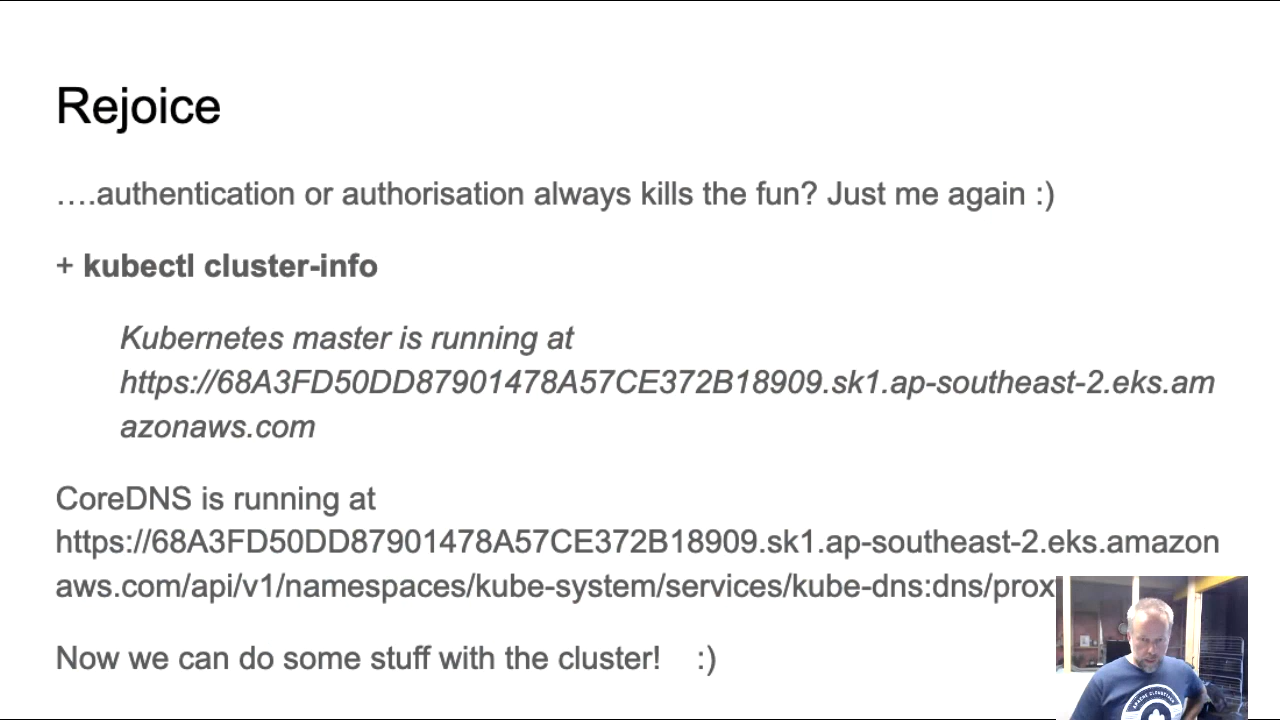 Rejoice
….authentication or authorisation always kills the fun? Just me again :)
+ kubectl cluster-info
Kubernetes master is running at
https://68A3FD50DD87901478A57CE372B18909.sk1.ap-southeast-2.eks.am
azonaws.com
CoreDNS is running at
https://68A3FD50DD87901478A57CE372B18909.sk1.ap-southeast-2.eks.amazon
aws.com/api/v1/namespaces/kube-system/services/kube-dns:dns/prox
Now we can do some stuff with the cluster! :)
APACHE CLOUDSTACK